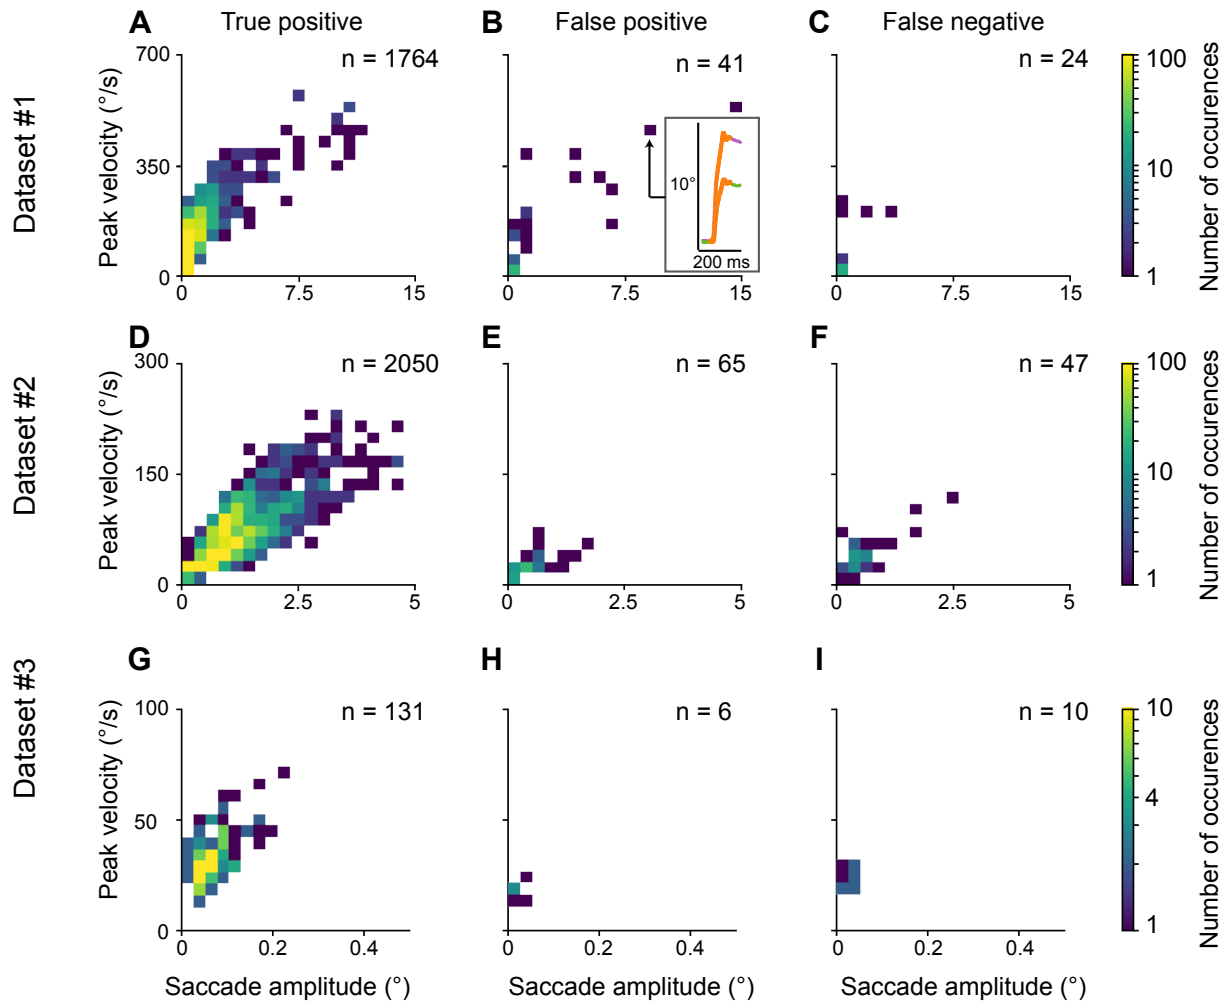 A True positive
B False positive
C False negative
Dataset #1
Peak velocity (°/s)
700
350
0
0 7.5 15
n = 1764
n = 41
10°
200 ms
0 7.5 15
n = 24
0 7.5 15
100
10
1
Number of occurences
Dataset #2
D
E
F
Peak velocity (°/s)
300
150
0
0 2.5 5
n = 2050
n = 65
0 2.5 5
n = 47
0 2.5 5
100
10
1
Number of occurences
Dataset #3
G
H
I
Peak velocity (°/s)
100
50
0
0 0.2 0.4
Saccade amplitude (°)
n = 131
n = 6
0 0.2 0.4
Saccade amplitude (°)
n = 10
0 0.2 0.4
Saccade amplitude (°)
10
4
1
Number of occurences